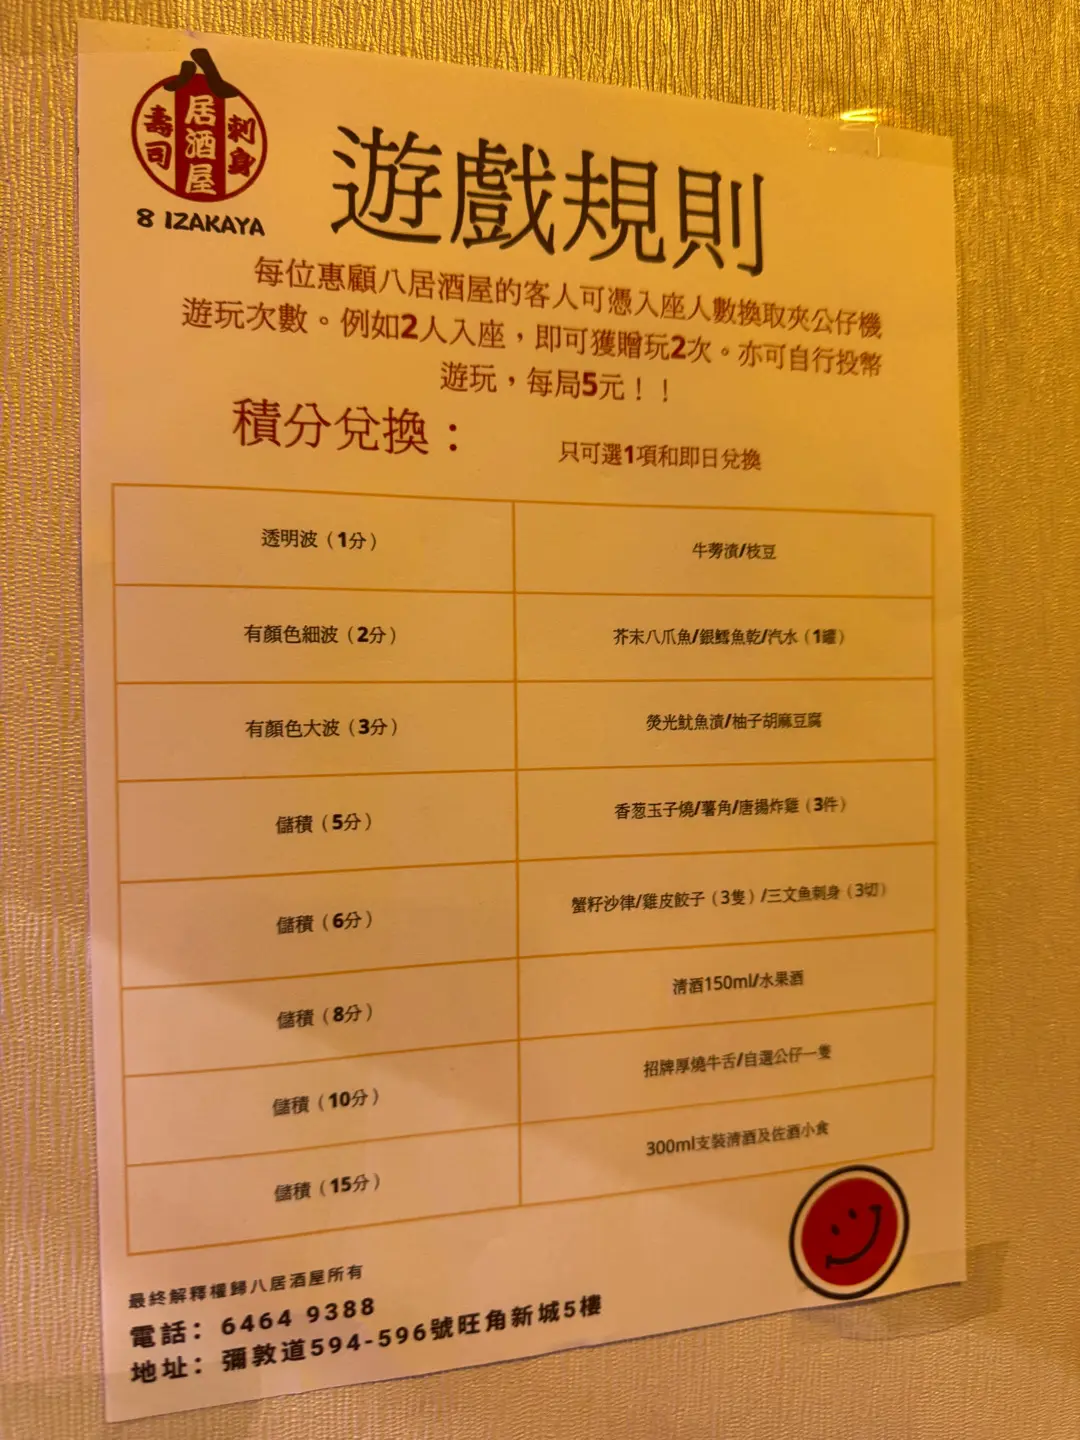 八
壽司 居酒屋 刺身
8 IZAKAYA
遊戲規則
每位惠顧八居酒屋的客人可憑入座人數換取夾公仔機
遊玩次數。例如2人入座，即可獲贈玩2次。亦可自行投幣
遊玩，每局5元！！
積分兌換：
只可選1項和即日兌換
透明波（1分） 牛蒡漬/枝豆
有顏色細波（2分） 芥末八爪魚/銀鱈魚乾/汽水（1罐）
有顏色大波（3分） 熒光魷魚漬/柚子胡麻豆腐
儲積（5分） 香葱玉子燒/薯角/唐揚炸雞（3件）
儲積（6分） 蟹籽沙律/雞皮餃子（3隻）/三文魚刺身（3切）
儲積（8分） 清酒150ml/水果酒
儲積（10分） 招牌厚燒牛舌/自選公仔一隻
儲積（15分） 300ml支裝清酒及佐酒小食
最終解釋權歸八居酒屋所有
電話：6464 9388
地址：彌敦道594-596號旺角新城5樓